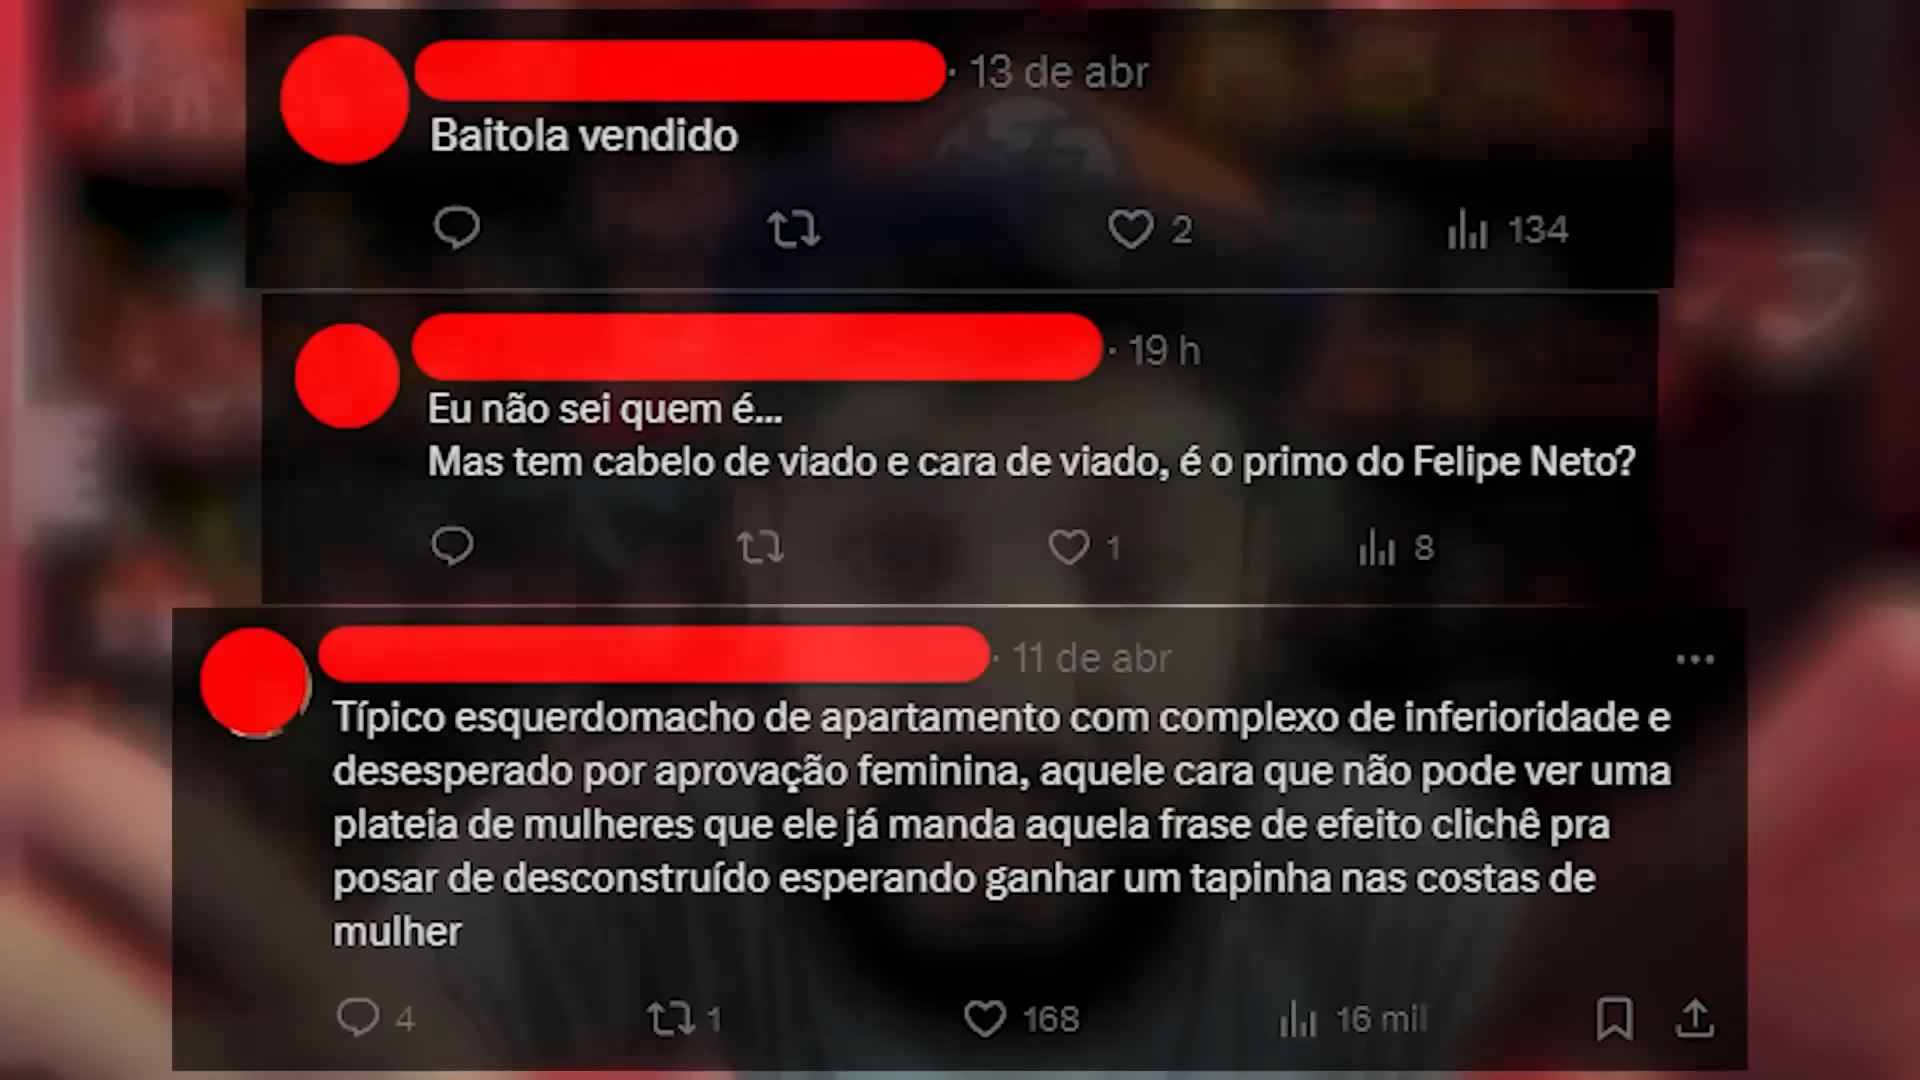 · 13 de abr
Baitola vendido
2 134
· 19 h
Eu não sei quem é...
Mas tem cabelo de viado e cara de viado, é o primo do Felipe Neto?
1 8
· 11 de abr
Típico esquerdomacho de apartamento com complexo de inferioridade e
desesperado por aprovação feminina, aquele cara que não pode ver uma
plateia de mulheres que ele já manda aquela frase de efeito clichê pra
posar de desconstruído esperando ganhar um tapinha nas costas de
mulher
4 1 168 16 mil